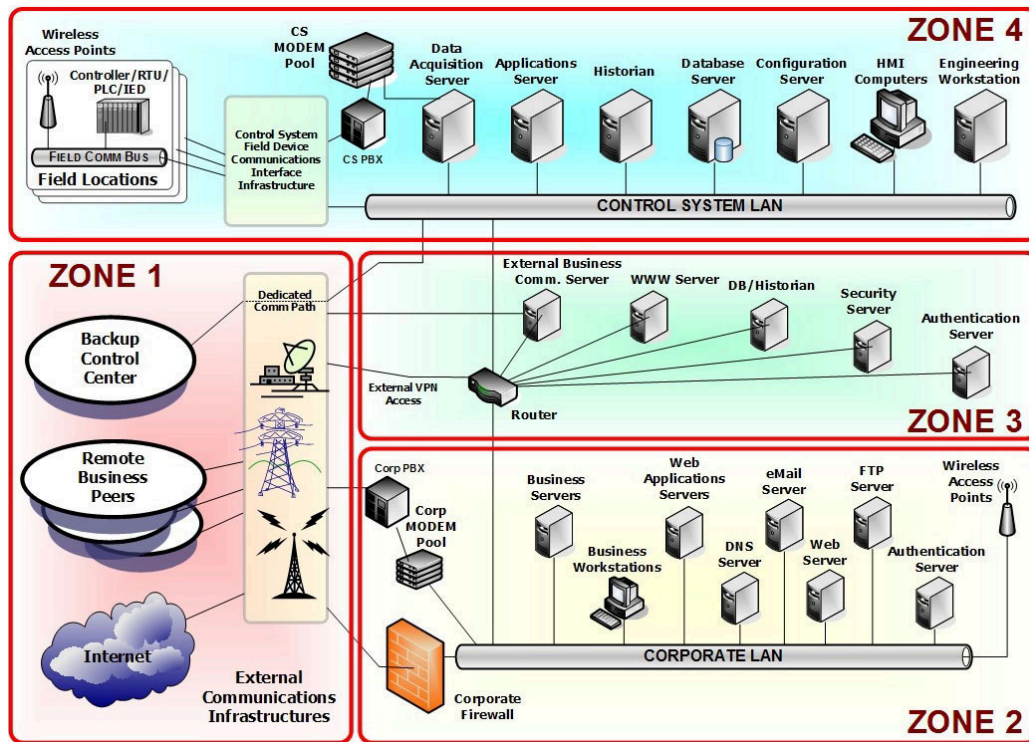 ZONE 4
Wireless
Access Points
Controller/RTU/
PLC/IED
FIELD COMM BUS
Field Locations
Control System
Field Device
Communications
Interface
Infrastructure
CS
MODEM
Pool
CS PBX
Data
Acquisition
Server
Applications
Server
Historian
Database
Server
Configuration
Server
HMI
Computers
Engineering
Workstation
CONTROL SYSTEM LAN
ZONE 1
Dedicated
Comm Path
Backup
Control
Center
Remote
Business
Peers
Internet
External
Communications
Infrastructures
External Business
Comm. Server
WWW Server
DB/Historian
Security
Server
Authentication
Server
External VPN
Access
Router
ZONE 3
Corp PBX
Corp
MODEM
Pool
Business
Servers
Business
Workstations
Web
Applications
Servers
DNS
Server
eMail
Server
Web
Server
FTP
Server
Authentication
Server
Wireless
Access
Points
CORPORATE LAN
Corporate
Firewall
ZONE 2